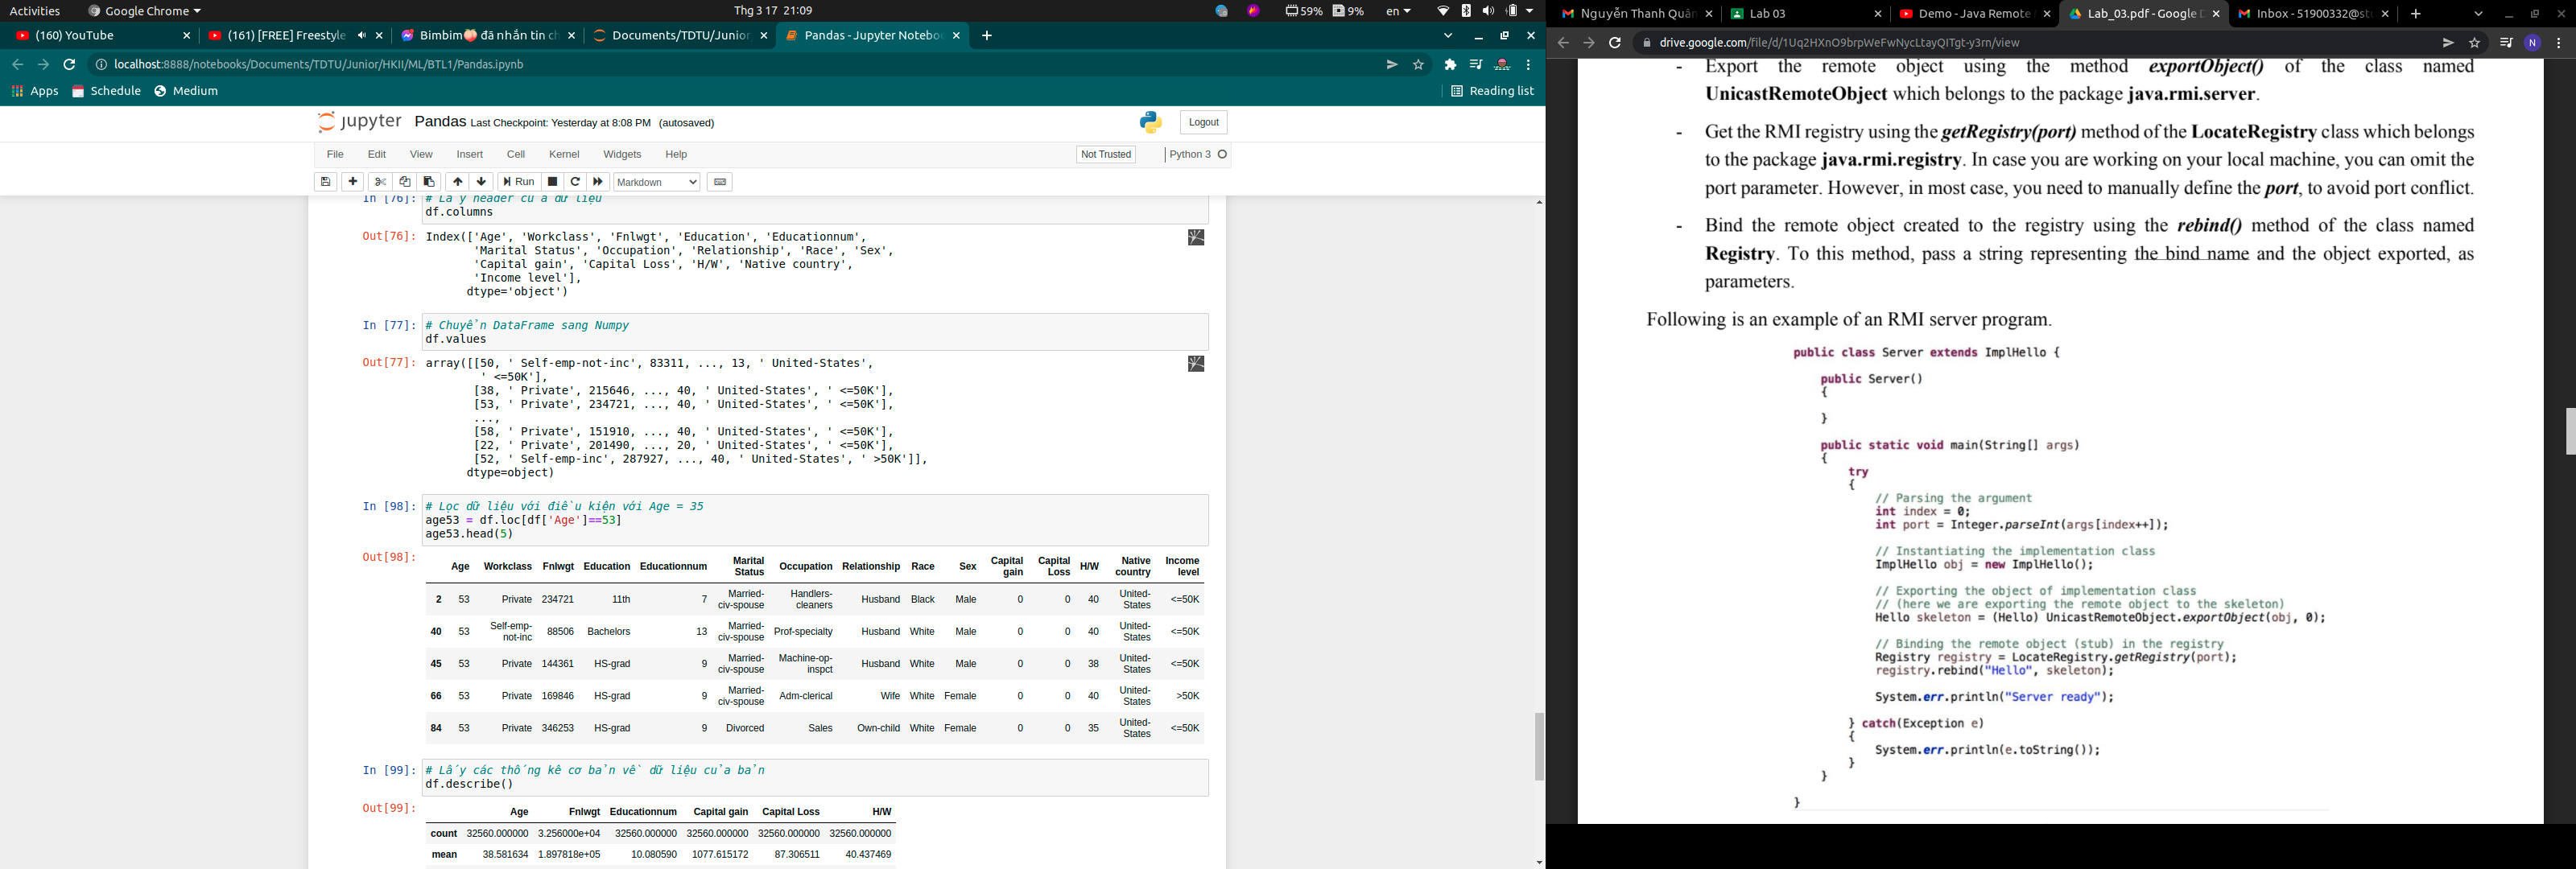 Activities
Google Chrome
Thg 3 17 21:09
59%
9%
en
(160) YouTube
(161) [FREE] Freestyle
Bimbim🍑 đã nhắn tin ch
Documents/TDTU/Junior
Pandas - Jupyter Noteboo
localhost:8888/notebooks/Documents/TDTU/Junior/HKII/ML/BTL1/Pandas.ipynb
Apps
Schedule
Medium
Reading list
jupyter Pandas Last Checkpoint: Yesterday at 8:08 PM (autosaved)
Logout
File Edit View Insert Cell Kernel Widgets Help
Not Trusted
Python 3
Run
Markdown
In [76]: # Lấy header của dữ liệu
df.columns
Out[76]: Index(['Age', 'Workclass', 'Fnlwgt', 'Education', 'Educationnum',
'Marital Status', 'Occupation', 'Relationship', 'Race', 'Sex',
'Capital gain', 'Capital Loss', 'H/W', 'Native country',
'Income level'],
dtype='object')
In [77]: # Chuyển DataFrame sang Numpy
df.values
Out[77]: array([[50, ' Self-emp-not-inc', 83311, ..., 13, ' United-States',
' <=50K'],
[38, ' Private', 215646, ..., 40, ' United-States', ' <=50K'],
[53, ' Private', 234721, ..., 40, ' United-States', ' <=50K'],
...,
[58, ' Private', 151910, ..., 40, ' United-States', ' <=50K'],
[22, ' Private', 201490, ..., 20, ' United-States', ' <=50K'],
[52, ' Self-emp-inc', 287927, ..., 40, ' United-States', ' >50K']],
dtype=object)
In [98]: # Lọc dữ liệu với điều kiện với Age = 35
age53 = df.loc[df['Age']==53]
age53.head(5)
Out[98]:
Age Workclass Fnlwgt Education Educationnum Marital Status Occupation Relationship Race Sex Capital gain Capital Loss H/W Native country Income level
2 53 Private 234721 11th 7 Married-civ-spouse Handlers-cleaners Husband Black Male 0 0 40 United-States <=50K
40 53 Self-emp-not-inc 88506 Bachelors 13 Married-civ-spouse Prof-specialty Husband White Male 0 0 40 United-States <=50K
45 53 Private 144361 HS-grad 9 Married-civ-spouse Machine-op-inspct Husband White Male 0 0 38 United-States <=50K
66 53 Private 169846 HS-grad 9 Married-civ-spouse Adm-clerical Wife White Female 0 0 40 United-States >50K
84 53 Private 346253 HS-grad 9 Divorced Sales Own-child White Female 0 0 35 United-States <=50K
In [99]: # Lấy các thống kê cơ bản về dữ liệu của bản
df.describe()
Out[99]:
Age Fnlwgt Educationnum Capital gain Capital Loss H/W
count 32560.000000 3.256000e+04 32560.000000 32560.000000 32560.000000 32560.000000
mean 38.581634 1.897818e+05 10.080590 1077.615172 87.306511 40.437469
Nguyễn Thanh Quân
Lab 03
Demo - Java Remote
Lab_03.pdf - Google D
Inbox - 51900332@stu
drive.google.com/file/d/1Uq2HXnO9brpWeFwNycLtayQITgt-y3rn/view
N
- Export the remote object using the method exportObject() of the class named
UnicastRemoteObject which belongs to the package java.rmi.server.
- Get the RMI registry using the getRegistry(port) method of the LocateRegistry class which belongs
to the package java.rmi.registry. In case you are working on your local machine, you can omit the
port parameter. However, in most case, you need to manually define the port, to avoid port conflict.
- Bind the remote object created to the registry using the rebind() method of the class named
Registry. To this method, pass a string representing the bind name and the object exported, as
parameters.
Following is an example of an RMI server program.
public class Server extends ImplHello {
public Server()
{
}
public static void main(String[] args)
{
try
{
// Parsing the argument
int index = 0;
int port = Integer.parseInt(args[index++]);
// Instantiating the implementation class
ImplHello obj = new ImplHello();
// Exporting the object of implementation class
// (here we are exporting the remote object to the skeleton)
Hello skeleton = (Hello) UnicastRemoteObject.exportObject(obj, 0);
// Binding the remote object (stub) in the registry
Registry registry = LocateRegistry.getRegistry(port);
registry.rebind("Hello", skeleton);
System.err.println("Server ready");
} catch(Exception e)
{
System.err.println(e.toString());
}
}
}